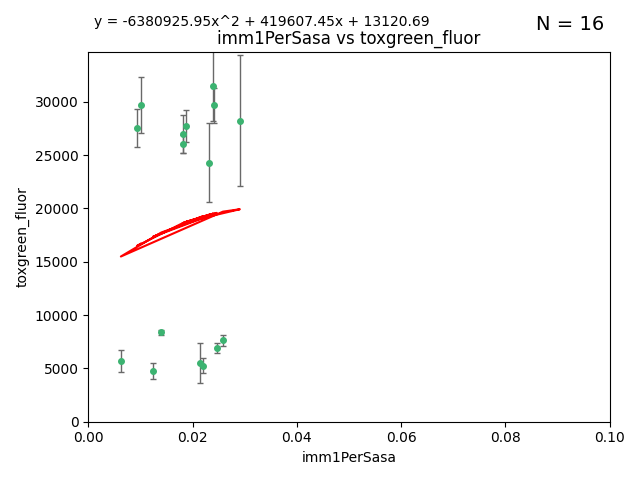 y = -6380925.95x^2 + 419607.45x + 13120.69
N = 16
imm1PerSasa vs toxgreen_fluor
30000
25000
20000
15000
10000
5000
0
toxgreen_fluor
0.00 0.02 0.04 0.06 0.08 0.10
imm1PerSasa